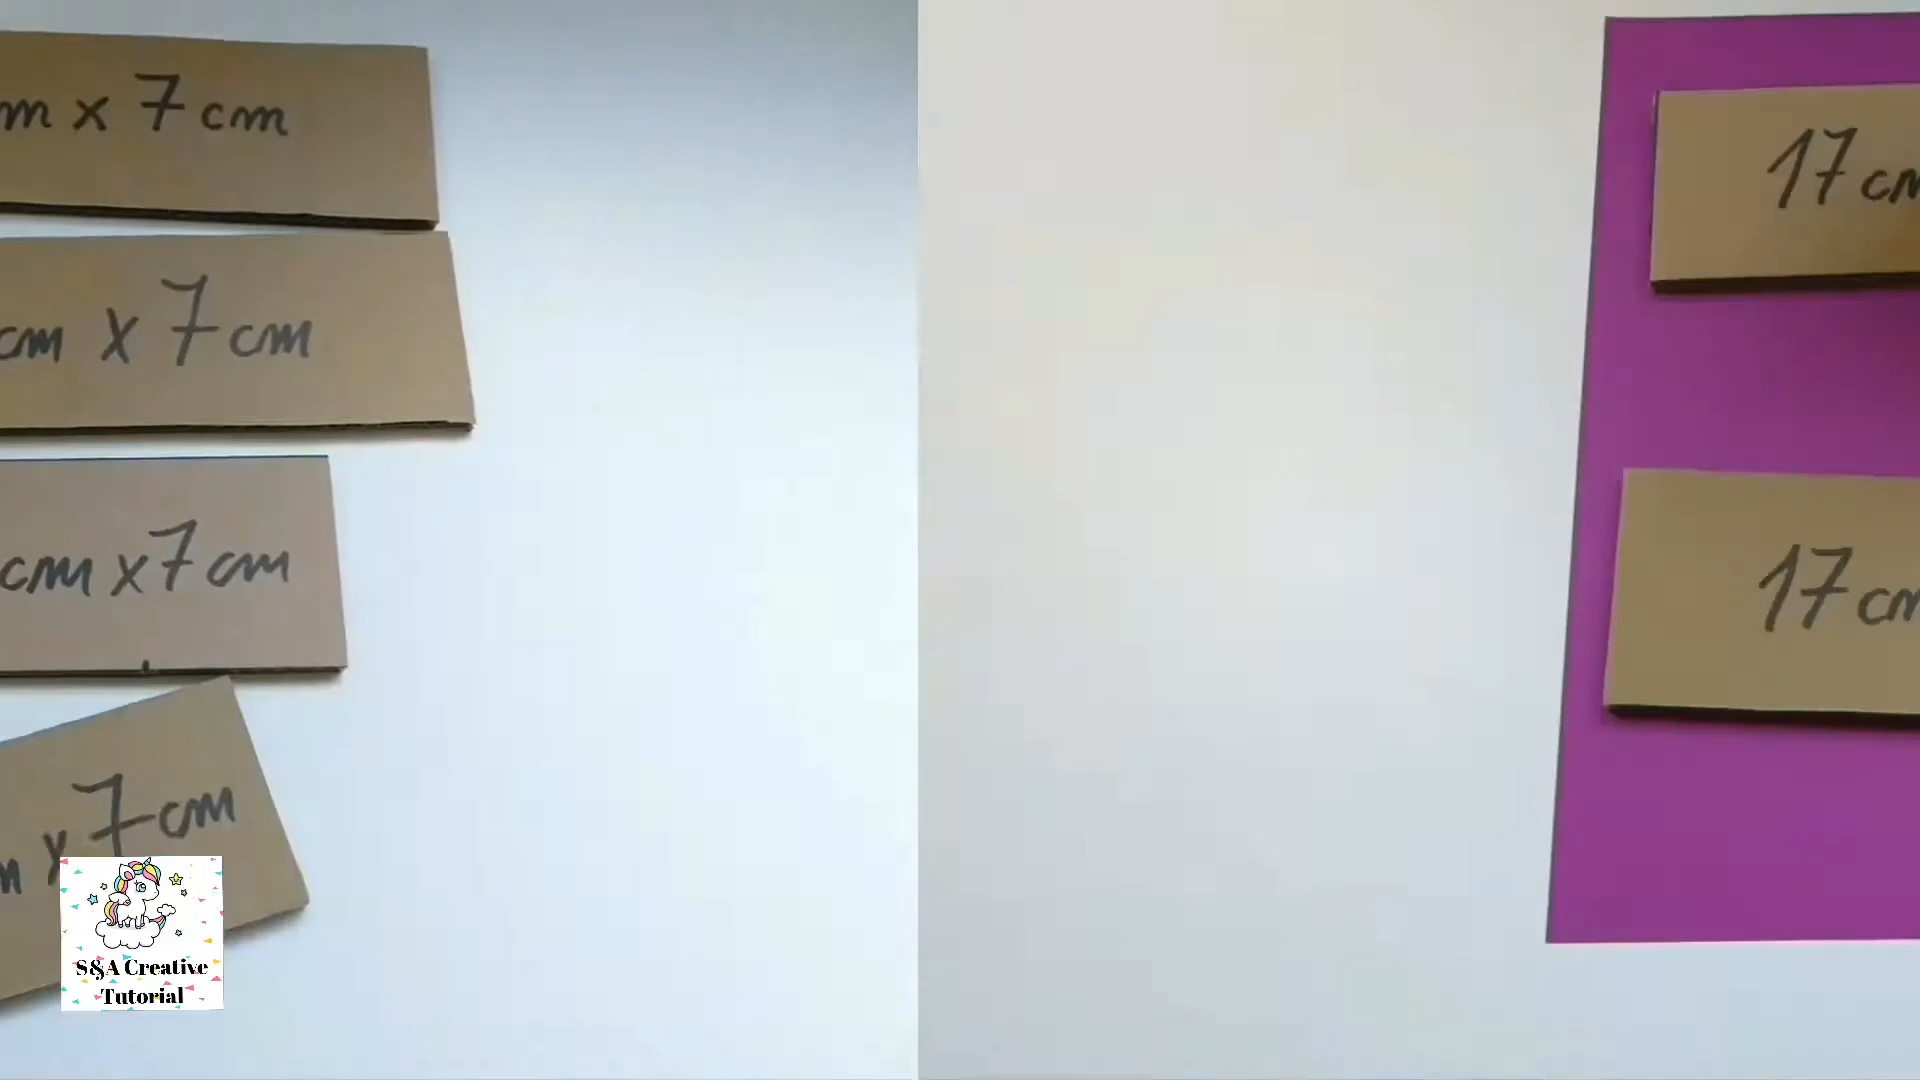 m x 7 cm
cm x 7 cm
cm x 7 cm
x 7 cm
17 cm
17 cm
S&A Creative
Tutorial